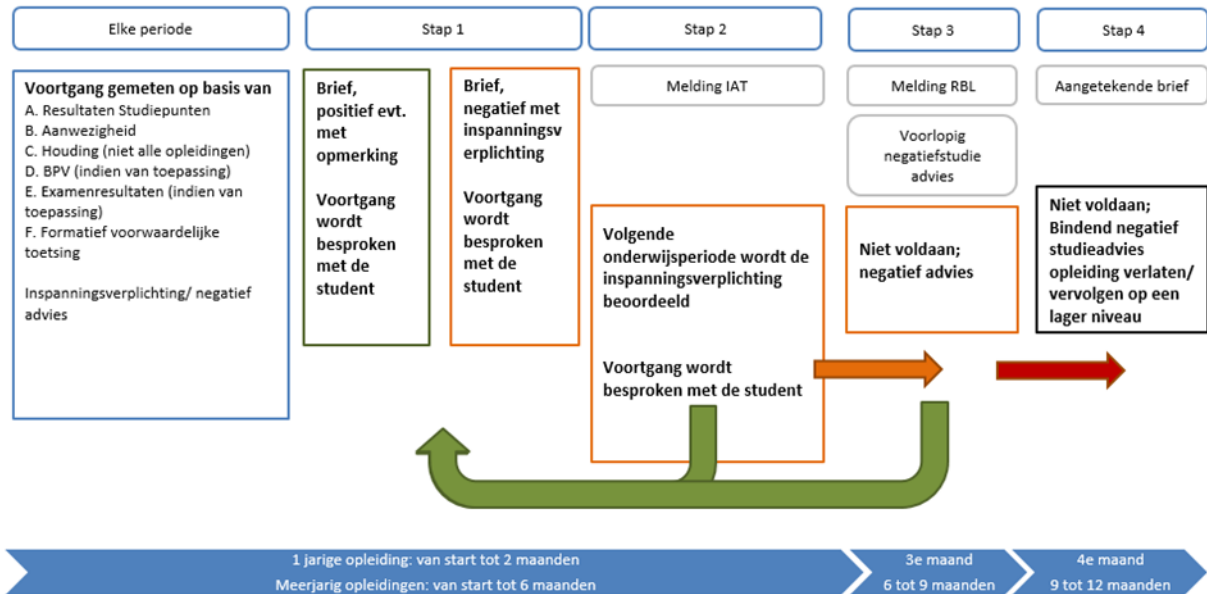 Elke periode
Voortgang gemeten op basis van
A. Resultaten Studiepunten
B. Aanwezigheid
C. Houding (niet alle opleidingen)
D. BPV (indien van toepassing)
E. Examenresultaten (indien van
toepassing)
F. Formatief voorwaardelijke
toetsing
Inspanningsverplichting/ negatief
advies
Stap 1
Brief,
positief evt.
met
opmerking
Voortgang
wordt
besproken
met de
student
Brief,
negatief met
inspanningsv
erplichting
Voortgang
wordt
besproken
met de
student
Stap 2
Melding IAT
Volgende
onderwijsperiode wordt de
inspanningsverplichting
beoordeeld
Voortgang wordt
besproken met de student
Stap 3
Melding RBL
Voorlopig
negatiefstudie
advies
Niet voldaan;
negatief advies
Stap 4
Aangetekende brief
Niet voldaan;
Bindend negatief
studieadvies
opleiding verlaten/
vervolgen op een
lager niveau
1 jarige opleiding: van start tot 2 maanden
Meerjarig opleidingen: van start tot 6 maanden
3e maand
6 tot 9 maanden
4e maand
9 tot 12 maanden